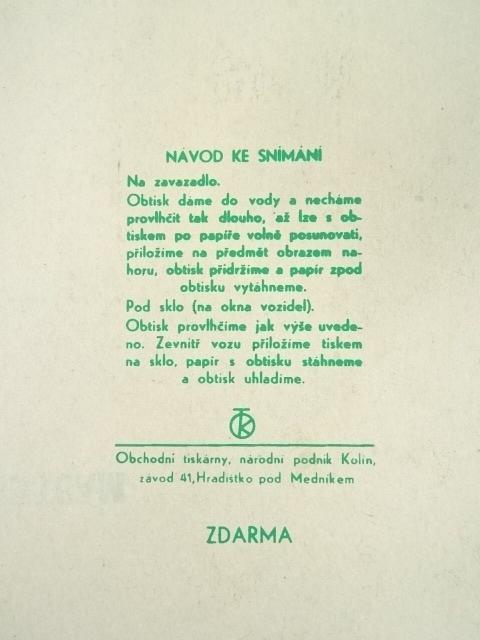 NÁVOD KE SNÍMÁNÍ
Na zavazadlo.
Obtisk dáme do vody a necháme
provlhčit tak dlouho, až lze s ob-
tiskem po papíře volně posunovati,
přiložíme na předmět obrazem na-
horu, obtisk přidržíme a papír zpod
obtisku vytáhneme.
Pod sklo (na okna vozidel).
Obtisk provlhčíme jak výše uvede-
no. Zevnitř vozu přiložíme tiskem
na sklo, papír s obtisku stáhneme
a obtisk uhladíme.
Obchodní tiskárny, národní podnik Kolín,
závod 41, Hradištko pod Medníkem
ZDARMA